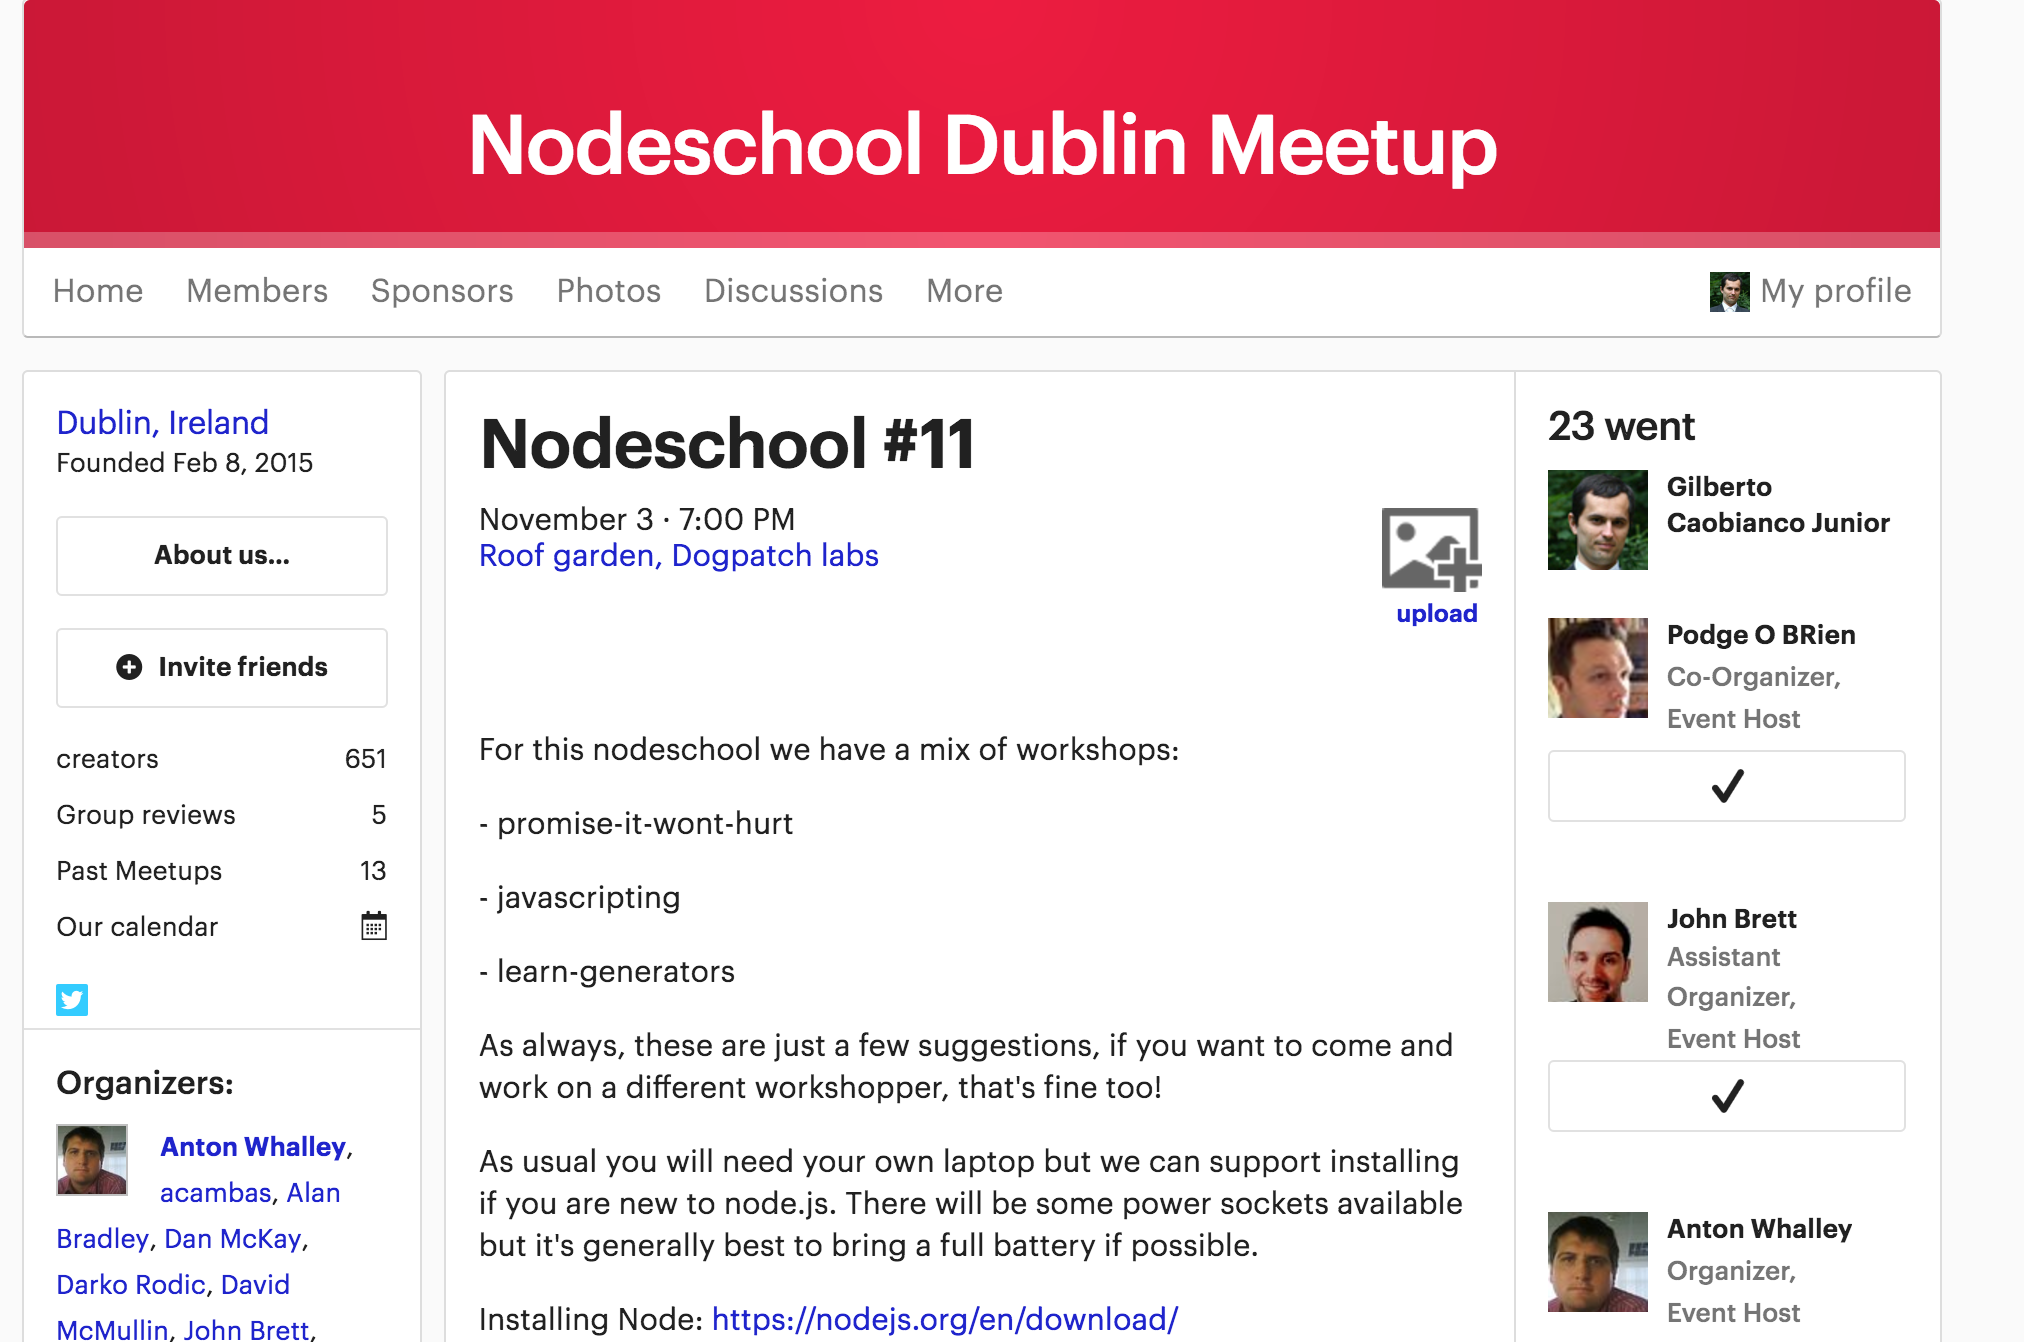 Nodeschool Dublin Meetup
Home Members Sponsors Photos Discussions More My profile
Dublin, Ireland
Founded Feb 8, 2015
About us...
Invite friends
creators 651
Group reviews 5
Past Meetups 13
Our calendar
Organizers:
Anton Whalley,
acambas, Alan
Bradley, Dan McKay,
Darko Rodic, David
McMullin, John Brett,
Nodeschool #11
November 3 · 7:00 PM
Roof garden, Dogpatch labs
upload
For this nodeschool we have a mix of workshops:
- promise-it-wont-hurt
- javascripting
- learn-generators
As always, these are just a few suggestions, if you want to come and
work on a different workshopper, that's fine too!
As usual you will need your own laptop but we can support installing
if you are new to node.js. There will be some power sockets available
but it's generally best to bring a full battery if possible.
Installing Node: https://nodejs.org/en/download/
23 went
Gilberto
Caobianco Junior
Podge O BRien
Co-Organizer,
Event Host
John Brett
Assistant
Organizer,
Event Host
Anton Whalley
Organizer,
Event Host